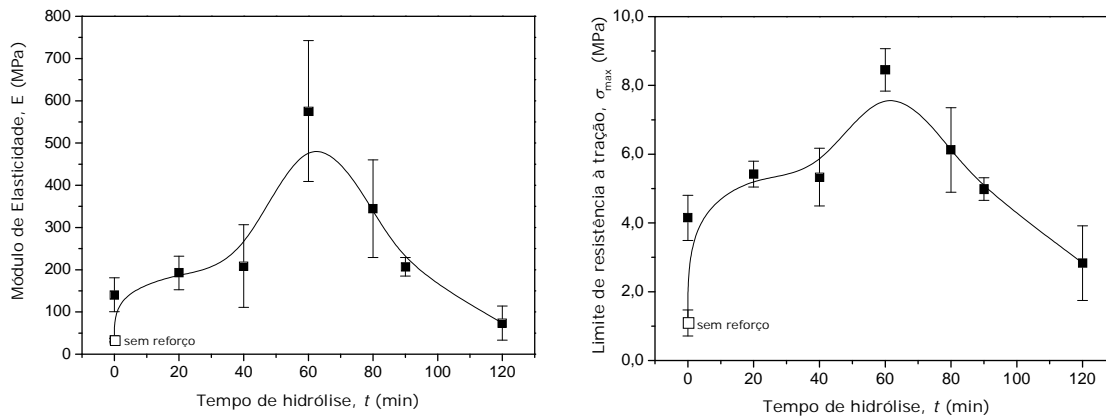 800
700
600
500
400
300
200
100
0
Módulo de Elasticidade, E (MPa)
sem reforço
0 20 40 60 80 100 120
Tempo de hidrólise, t (min)
10,0
8,0
6,0
4,0
2,0
0,0
Limite de resistência à tração, σmax (MPa)
sem reforço
0 20 40 60 80 100 120
Tempo de hidrólise, t (min)